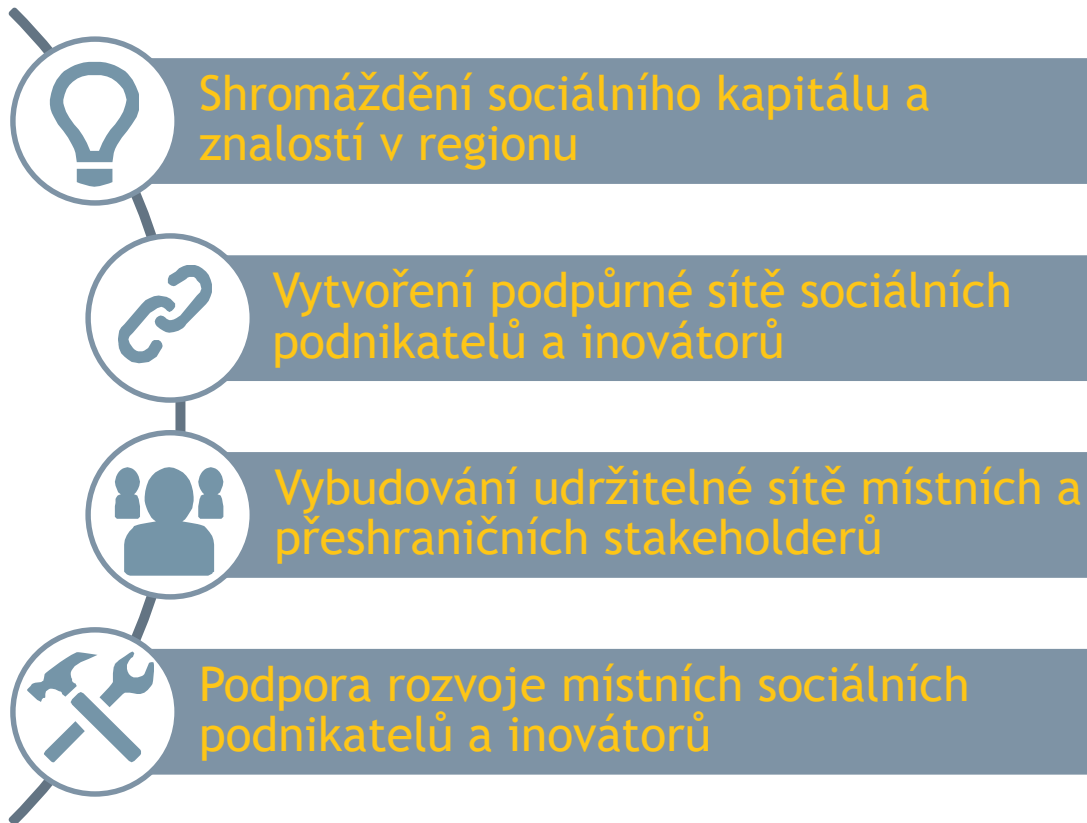 Shromáždění sociálního kapitálu a
znalostí v regionu
Vytvoření podpůrné sítě sociálních
podnikatelů a inovátorů
Vybudování udržitelné sítě místních a
přeshraničních stakeholderů
Podpora rozvoje místních sociálních
podnikatelů a inovátorů